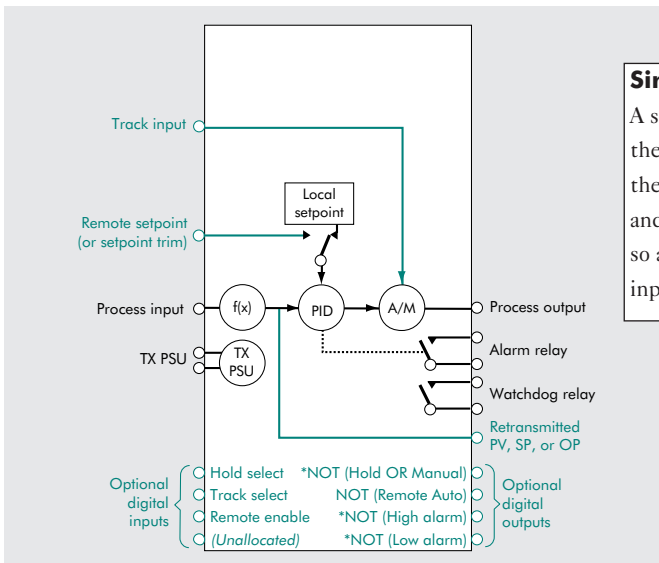 Track input
Local
setpoint
Remote setpoint
(or setpoint trim)
Process input
f(x)
PID
A/M
Process output
TX PSU
TX
PSU
Alarm relay
Watchdog relay
Retransmitted
PV, SP, or OP
Optional
digital
inputs
Hold select *NOT (Hold OR Manual)
Track select NOT (Remote Auto)
Remote enable *NOT (High alarm)
(Unallocated) *NOT (Low alarm)
Optional
digital
outputs
A s
the
the
and
so a
inp